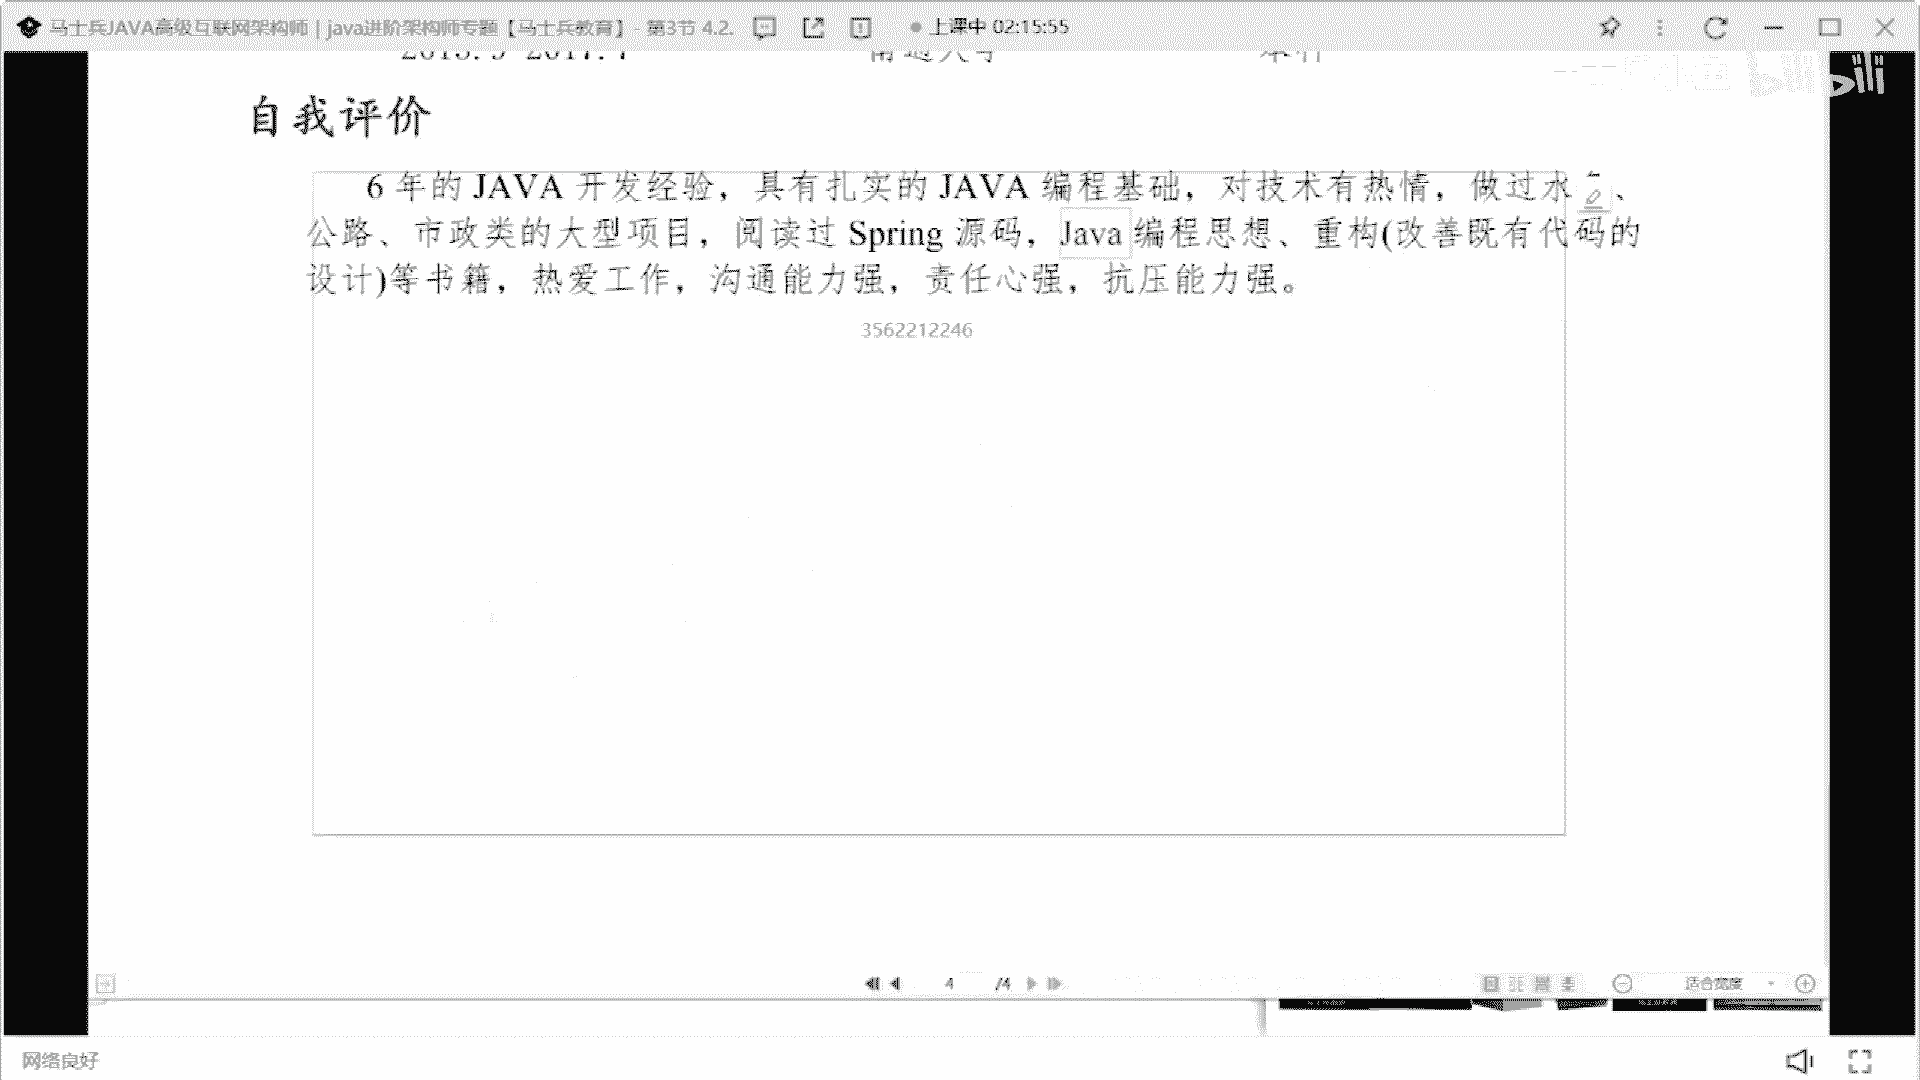 马士兵JAVA高级互联网架构师｜java进阶架构师专题【马士兵教育】- 第3节 4.2.
上课中 02:15:55
bilibili
自我评价
6 年的 JAVA 开发经验，具有扎实的 JAVA 编程基础，对技术有热情，做过水、
公路、市政类的大型项目，阅读过 Spring 源码，Java 编程思想、重构(改善既有代码的
设计)等书籍，热爱工作，沟通能力强，责任心强，抗压能力强。
3562212246
4 /4
适合宽度
网络良好